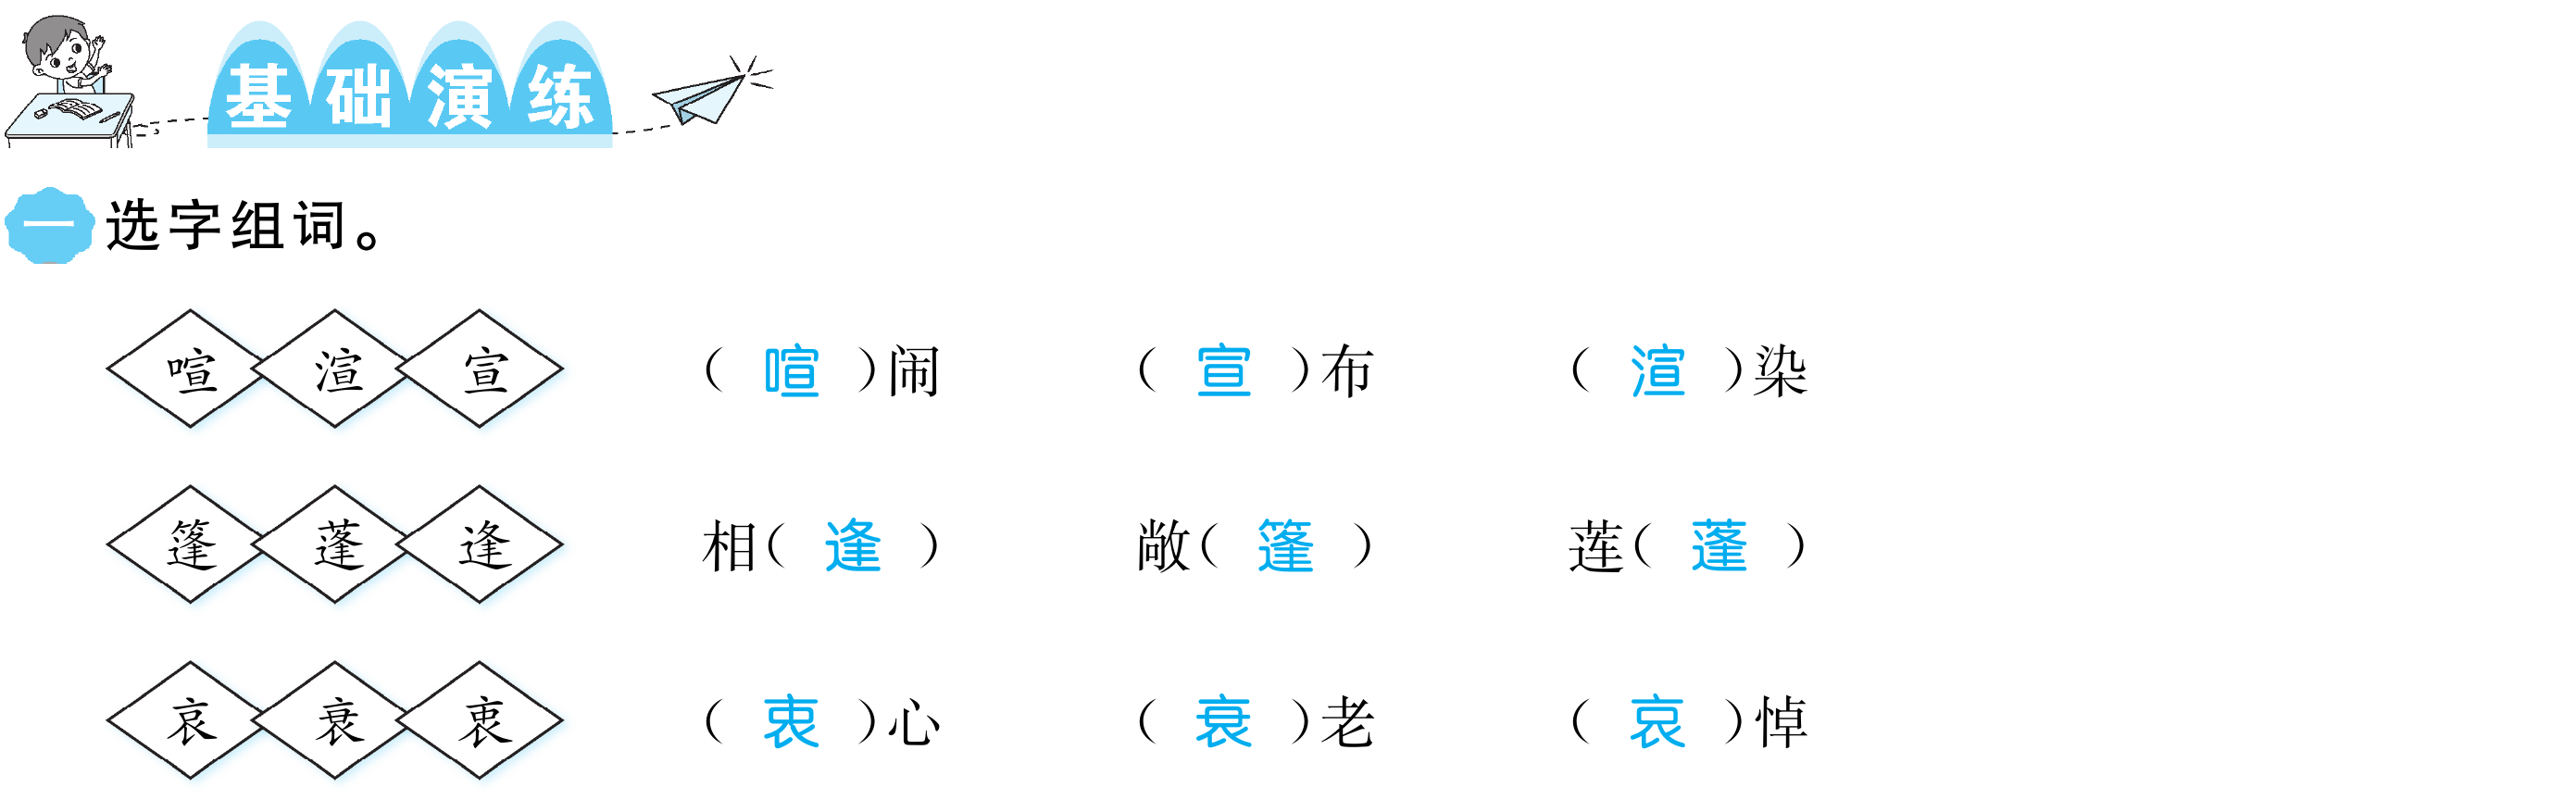 基础演练
一 选字组词。
喧 渲 宣 （ 喧 ）闹 （ 宣 ）布 （ 渲 ）染
篷 蓬 逢 相（ 逢 ） 敞（ 篷 ） 莲（ 蓬 ）
哀 衰 衷 （ 衷 ）心 （ 衰 ）老 （ 哀 ）悼